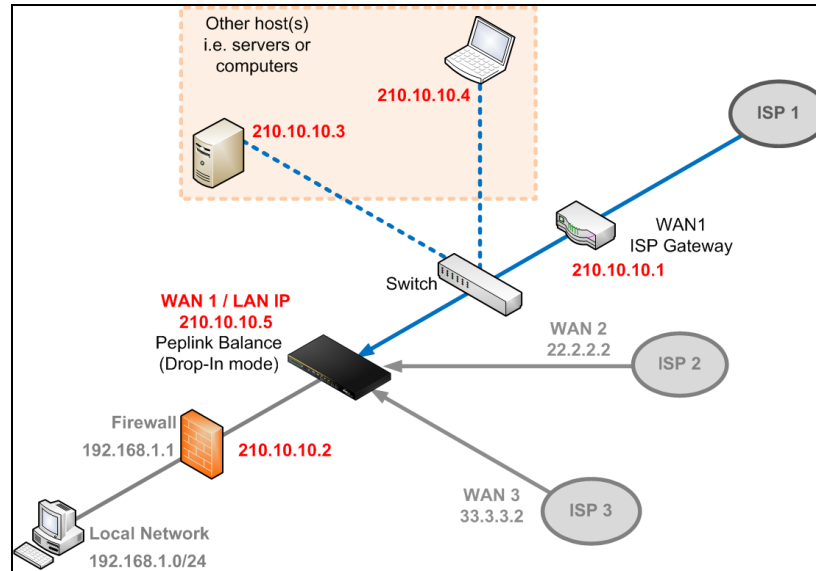 Other host(s)
i.e. servers or
computers
210.10.10.4
210.10.10.3
ISP 1
WAN1
ISP Gateway
210.10.10.1
Switch
WAN 1 / LAN IP
210.10.10.5
Peplink Balance
(Drop-In mode)
WAN 2
22.2.2.2
ISP 2
Firewall
192.168.1.1
210.10.10.2
WAN 3
33.3.3.2
ISP 3
Local Network
192.168.1.0/24